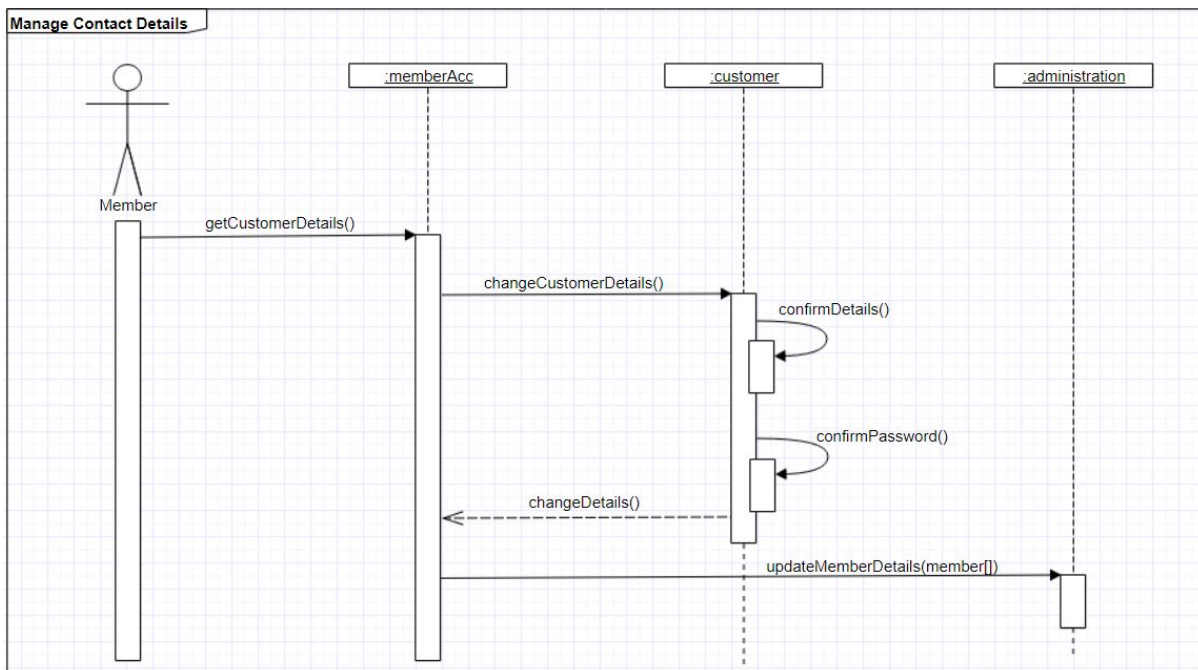 Manage Contact Details
:memberAcc
:customer
:administration
Member
getCustomerDetails()
changeCustomerDetails()
confirmDetails()
confirmPassword()
changeDetails()
updateMemberDetails(member[])